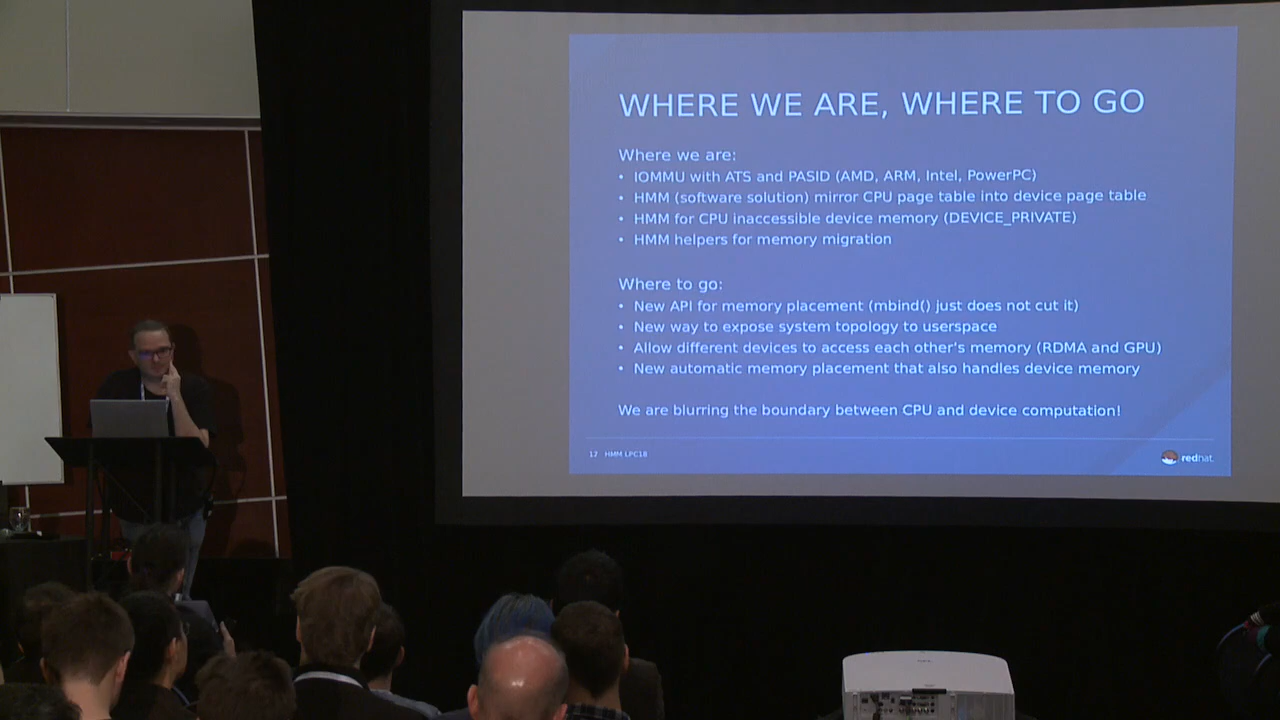 WHERE WE ARE, WHERE TO GO
Where we are:
• IOMMU with ATS and PASID (AMD, ARM, Intel, PowerPC)
• HMM (software solution) mirror CPU page table into device page table
• HMM for CPU inaccessible device memory (DEVICE_PRIVATE)
• HMM helpers for memory migration
Where to go:
• New API for memory placement (mbind() just does not cut it)
• New way to expose system topology to userspace
• Allow different devices to access each other's memory (RDMA and GPU)
• New automatic memory placement that also handles device memory
We are blurring the boundary between CPU and device computation!
12 HMM LPC18
redhat.